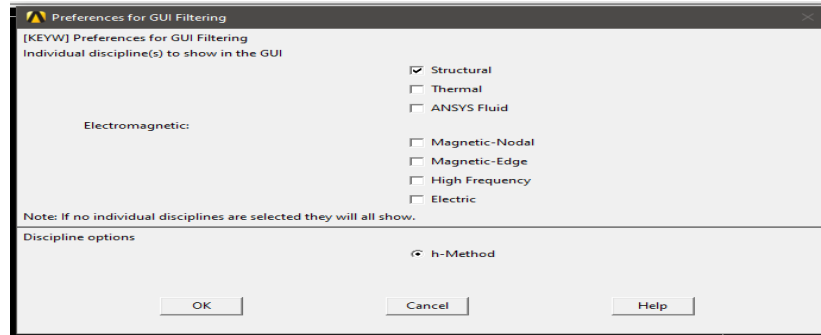 Preferences for GUI Filtering
[KEYW] Preferences for GUI Filtering
Individual discipline(s) to show in the GUI
Structural
Thermal
ANSYS Fluid
Electromagnetic:
Magnetic-Nodal
Magnetic-Edge
High Frequency
Electric
Note: If no individual disciplines are selected they will all show.
Discipline options
h-Method
OK Cancel Help